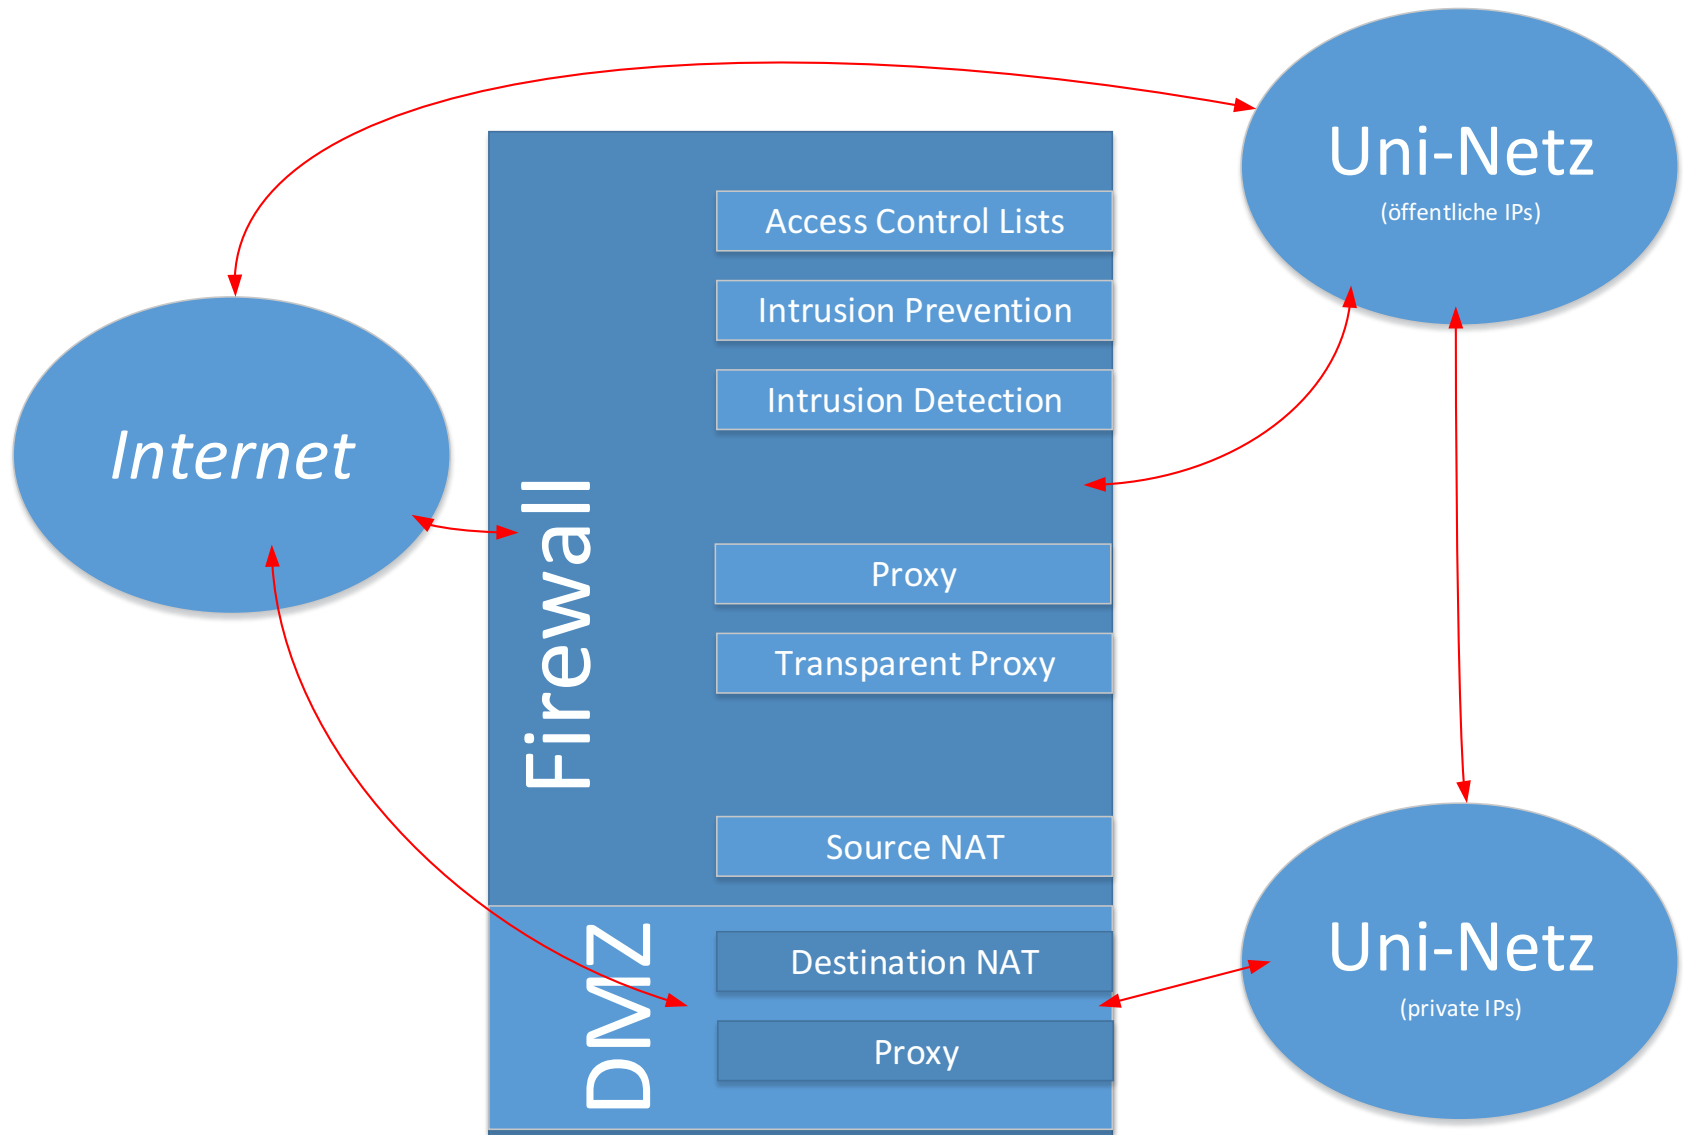 Uni-Netz
(öffentliche IPs)
Access Control Lists
Intrusion Prevention
Intrusion Detection
Internet
Firewall
Proxy
Transparent Proxy
Source NAT
DMZ
Destination NAT
Proxy
Uni-Netz
(private IPs)